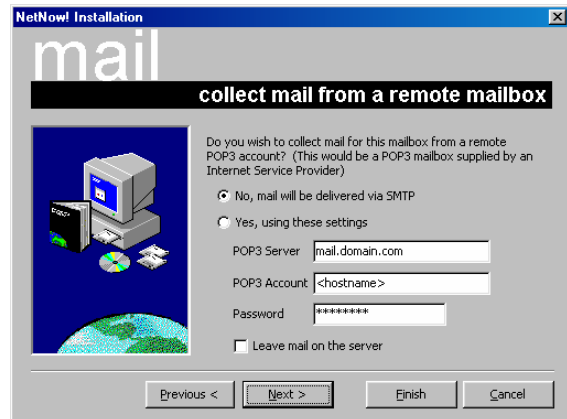 NetNow! Installation
mail
collect mail from a remote mailbox
Do you wish to collect mail for this mailbox from a remote
POP3 account? (This would be a POP3 mailbox supplied by an
Internet Service Provider)
No, mail will be delivered via SMTP
Yes, using these settings
POP3 Server mail.domain.com
POP3 Account <hostname>
Password ********
Leave mail on the server
Previous < Next > Finish Cancel